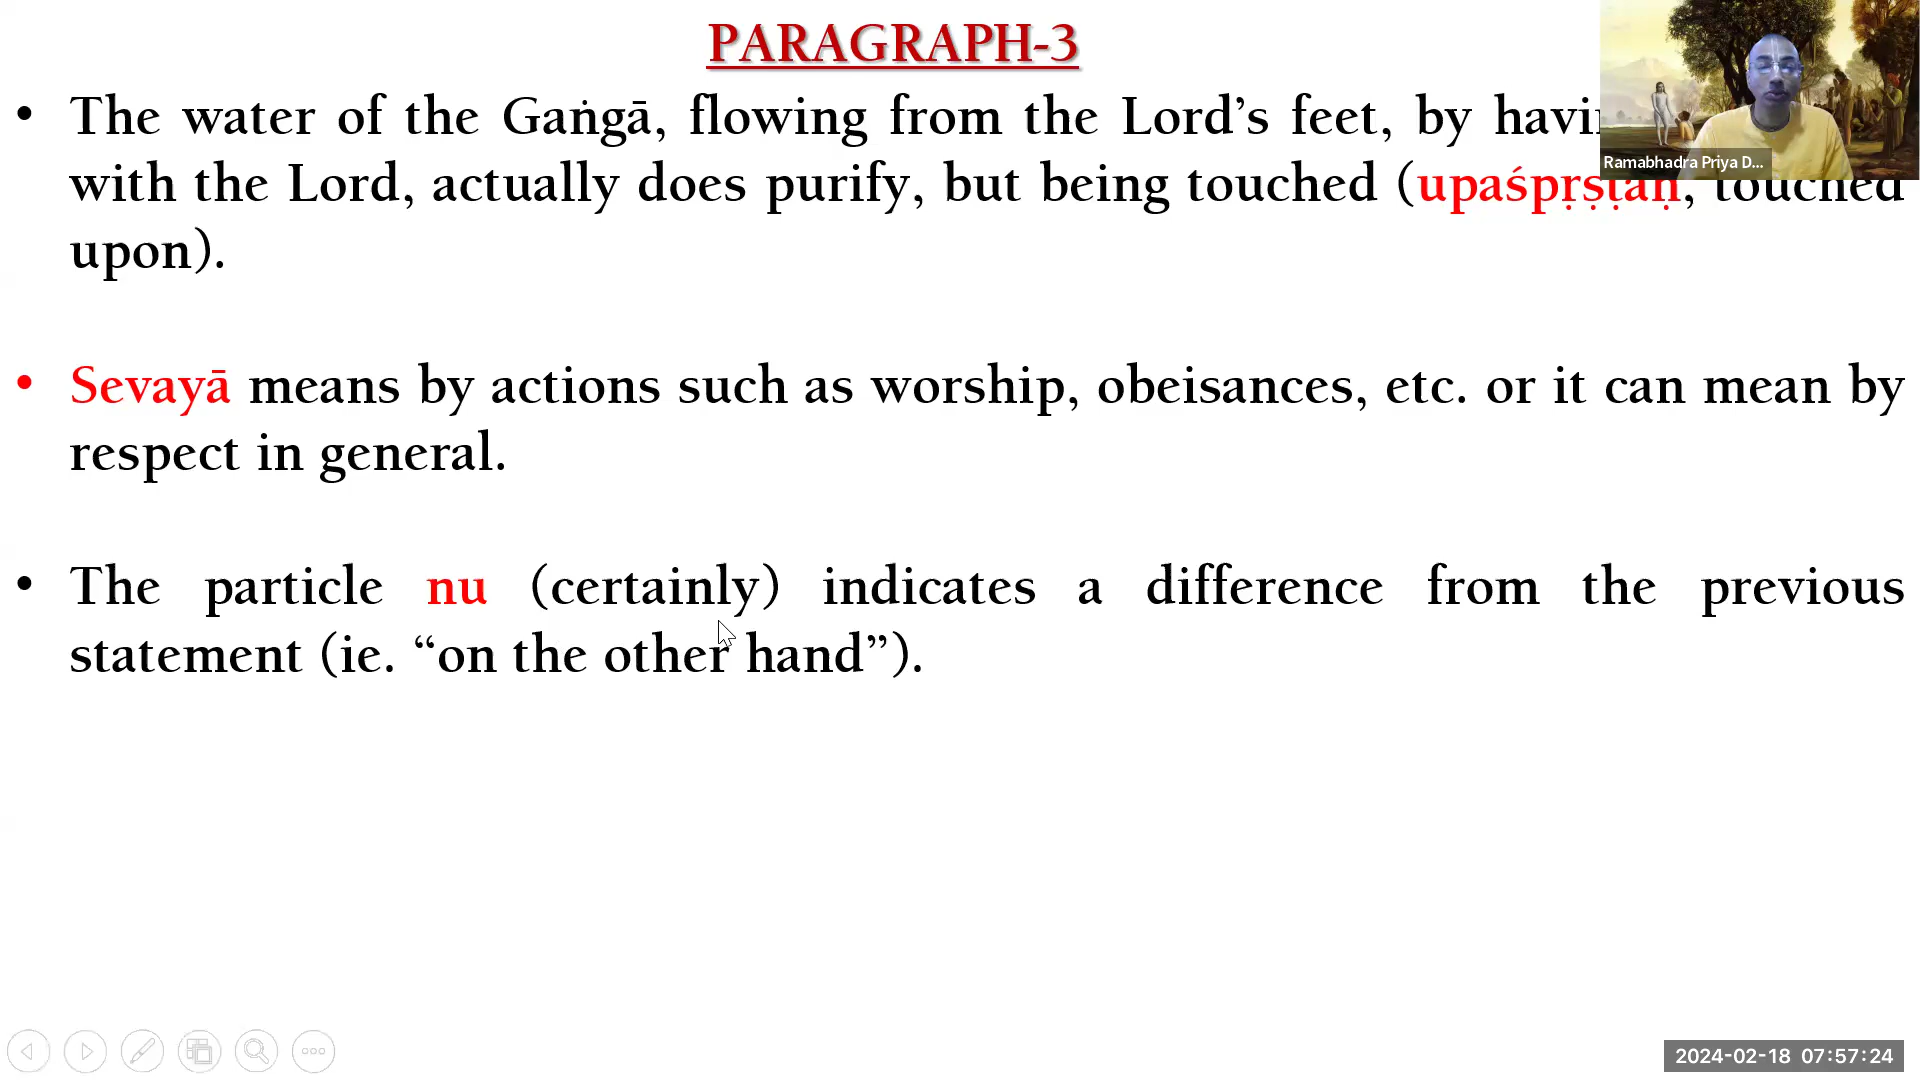 PARAGRAPH-3
• The water of the Gaṅgā, flowing from the Lord’s feet, by
with the Lord, actually does purify, but being touched (upaśpṛṣṭaḥ, touched
upon).
• Sevayā means by actions such as worship, obeisances, etc. or it can mean by
respect in general.
• The particle nu (certainly) indicates a difference from the previous
statement (ie. “on the other hand”).
Ramabhadra Priya D...
2024-02-18 07:57:24